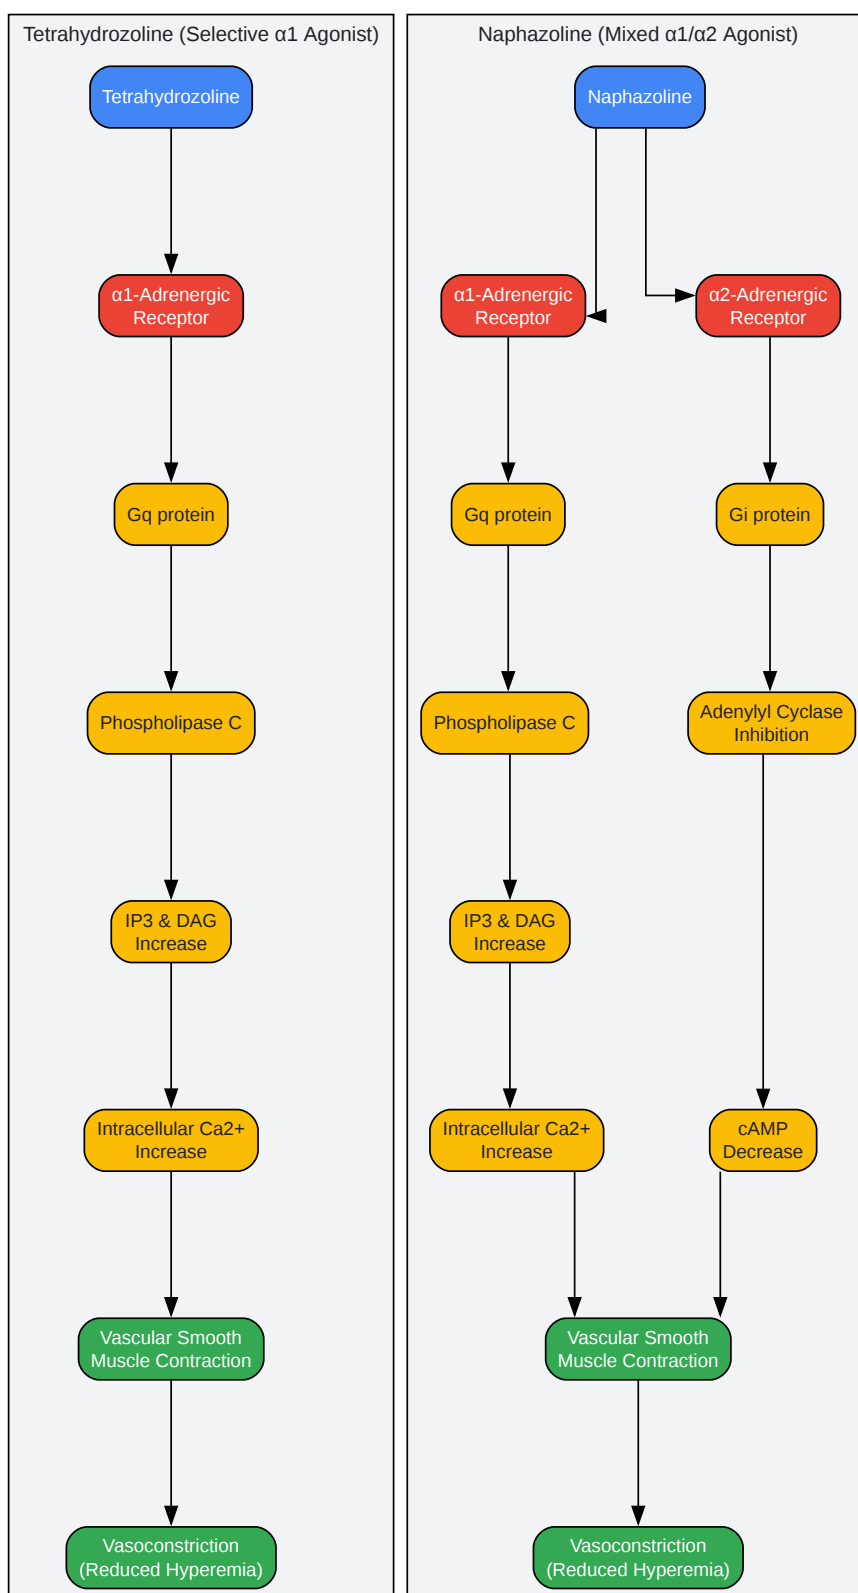 Tetrahydrozoline (Selective α1 Agonist)
Tetrahydrozoline
α1-Adrenergic
Receptor
Gq protein
Phospholipase C
IP3 & DAG
Increase
Intracellular Ca2+
Increase
Vascular Smooth
Muscle Contraction
Vasoconstriction
(Reduced Hyperemia)
Naphazoline (Mixed α1/α2 Agonist)
Naphazoline
α1-Adrenergic
Receptor
α2-Adrenergic
Receptor
Gq protein
Gi protein
Phospholipase C
Adenylyl Cyclase
Inhibition
IP3 & DAG
Increase
Intracellular Ca2+
Increase
cAMP
Decrease
Vascular Smooth
Muscle Contraction
Vasoconstriction
(Reduced Hyperemia)